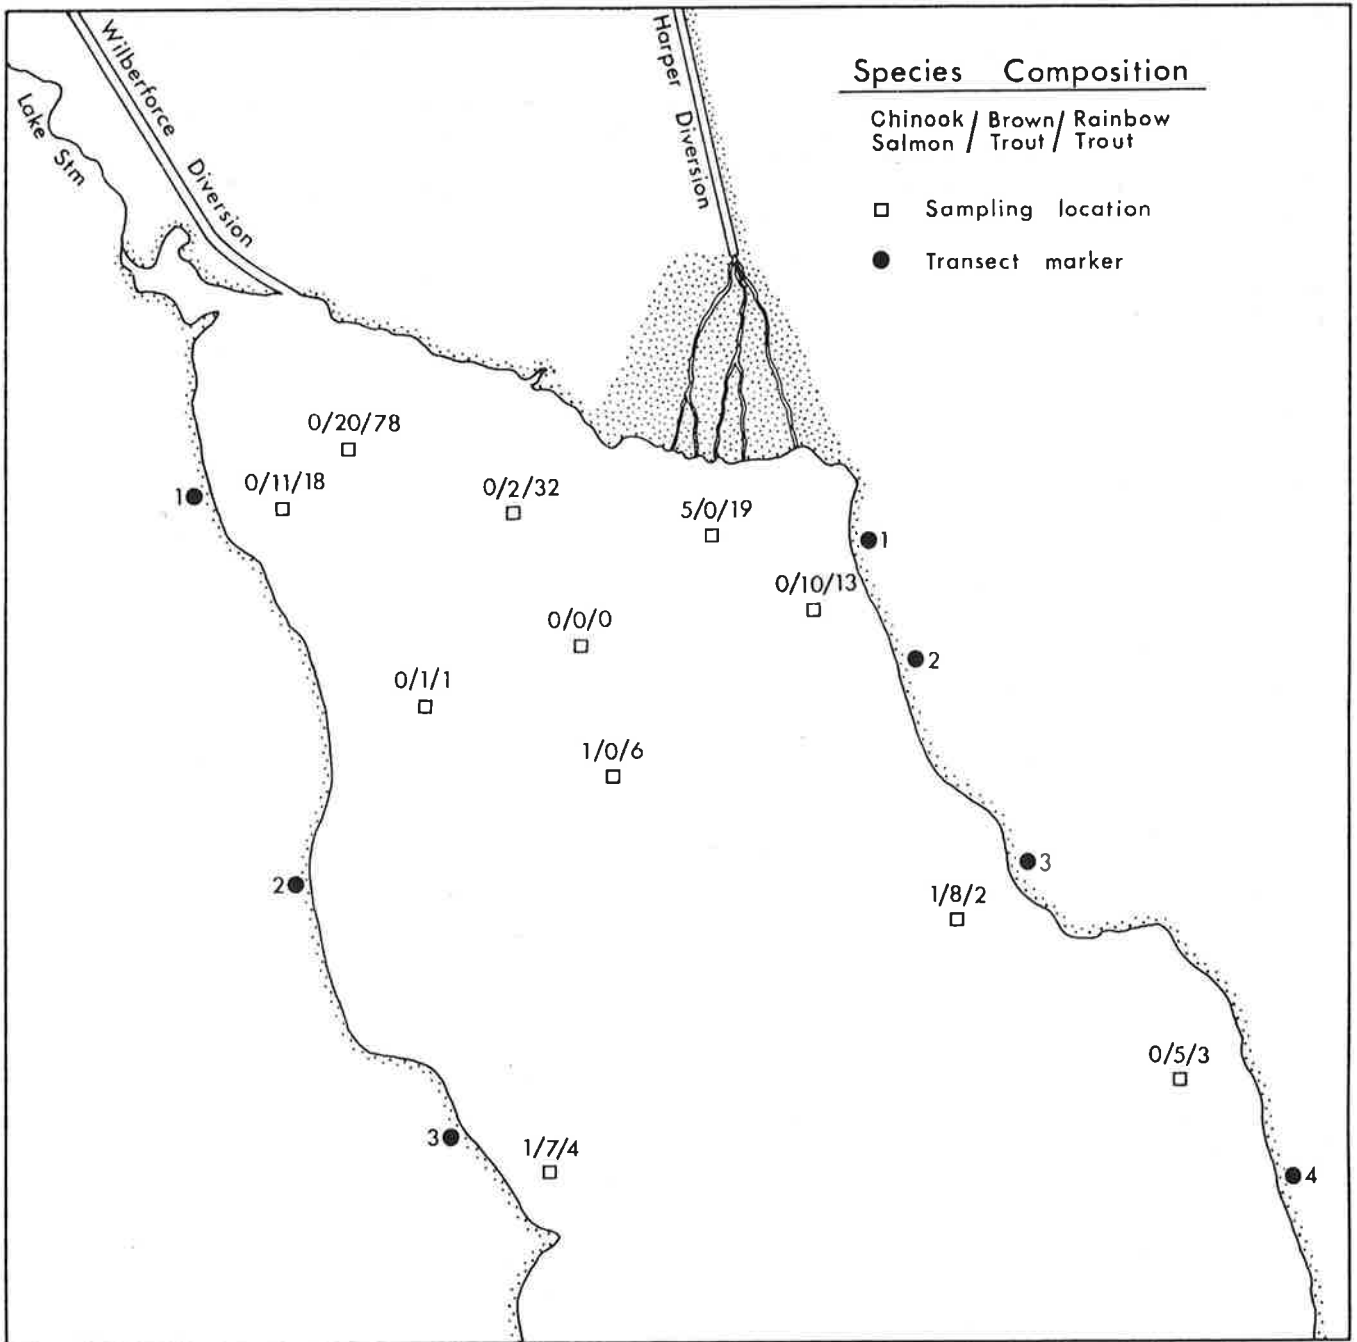 Wilberforce Diversion
Lake Stm
Harper Diversion
Species Composition
Chinook Salmon / Brown Trout / Rainbow Trout
Sampling location
Transect marker
0/20/78
0/11/18
0/2/32
5/0/19
0/10/13
0/0/0
0/1/1
1/0/6
1/8/2
0/5/3
1/7/4
1
2
3
1
2
3
4